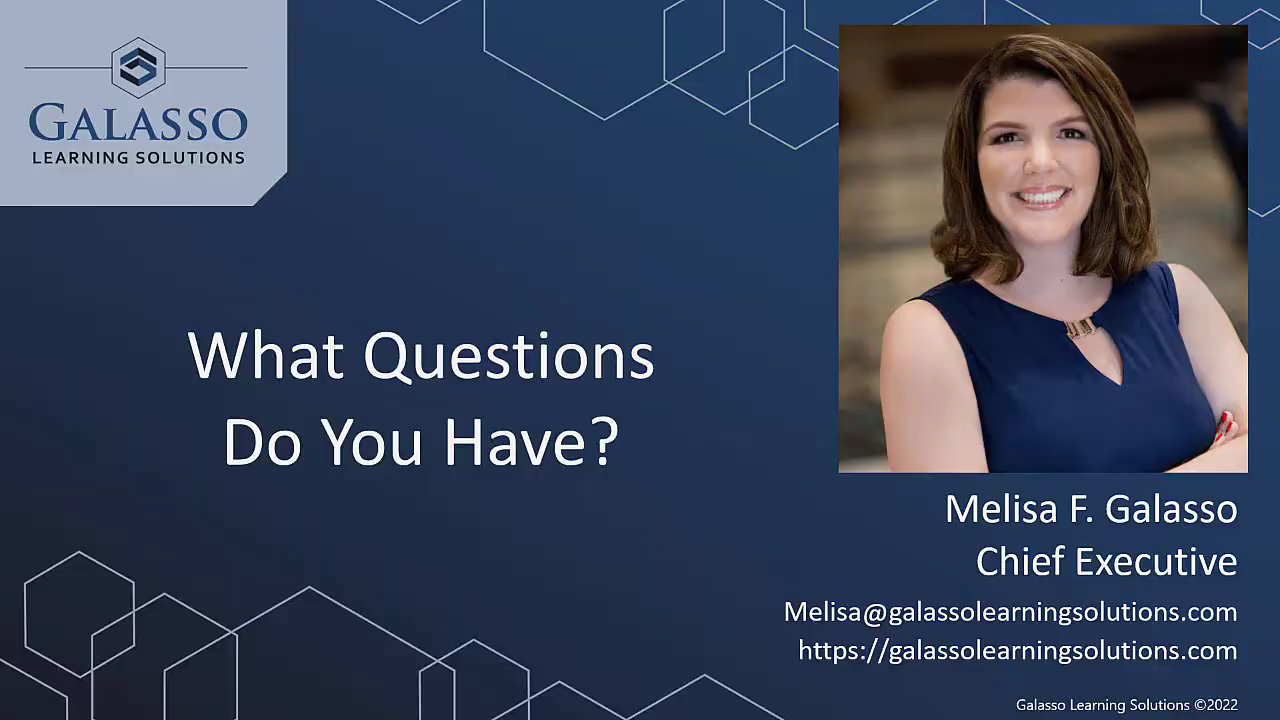 GALASSO
LEARNING SOLUTIONS
What Questions
Do You Have?
Melisa F. Galasso
Chief Executive
Melisa@galassolearningsolutions.com
https://galassolearningsolutions.com
Galasso Learning Solutions ©2022